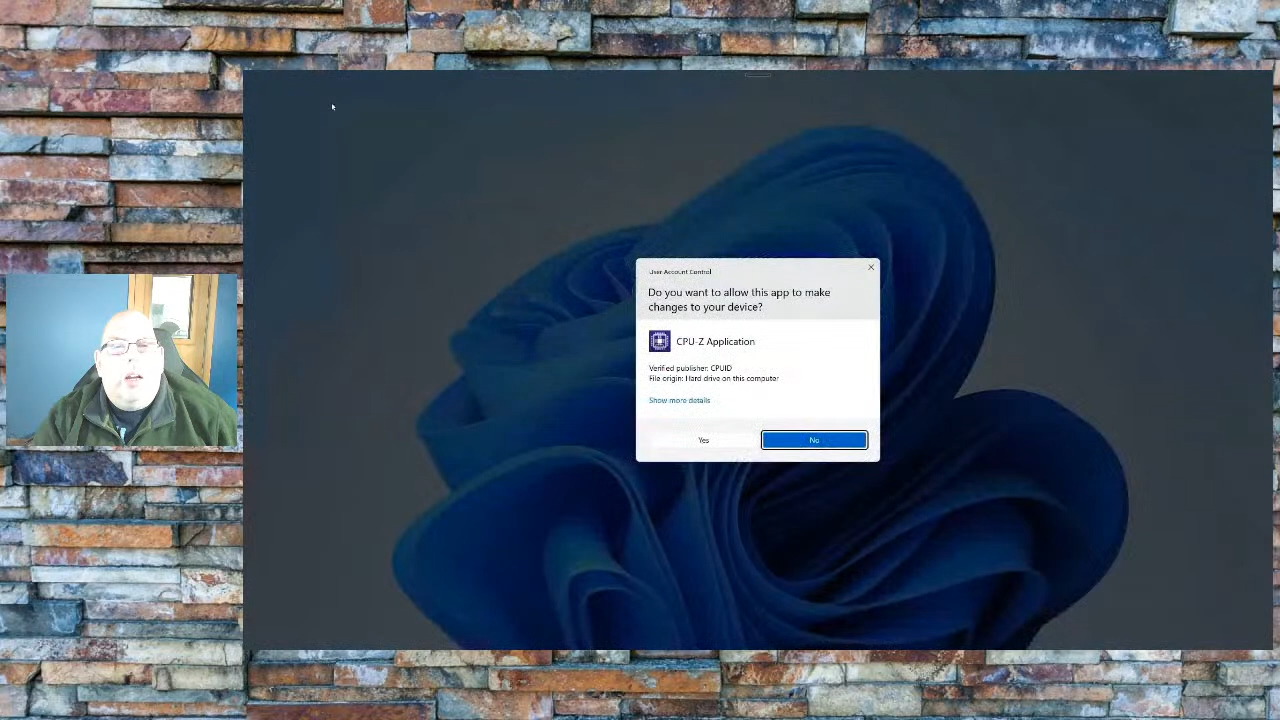 User Account Control
Do you want to allow this app to make
changes to your device?
CPU-Z Application
Verified publisher: CPUID
File origin: Hard drive on this computer
Show more details
Yes
No